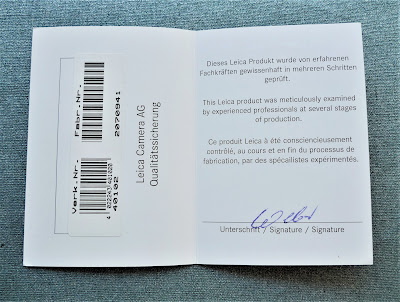 Fabr.-Nr.
2070941
Verk.-Nr.
40102
Leica Camera AG
Qualitätssicherung
Dieses Leica Produkt wurde von erfahrenen
Fachkräften gewissenhaft in mehreren Schritten
geprüft.
This Leica product was meticulously examined
by experienced professionals at several stages
of production.
Ce produit Leica à été consciencieusement
contrôlé, au cours et en fin du processus de
fabrication, par des spécialistes expérimentés.
Unterschrift / Signature / Signature